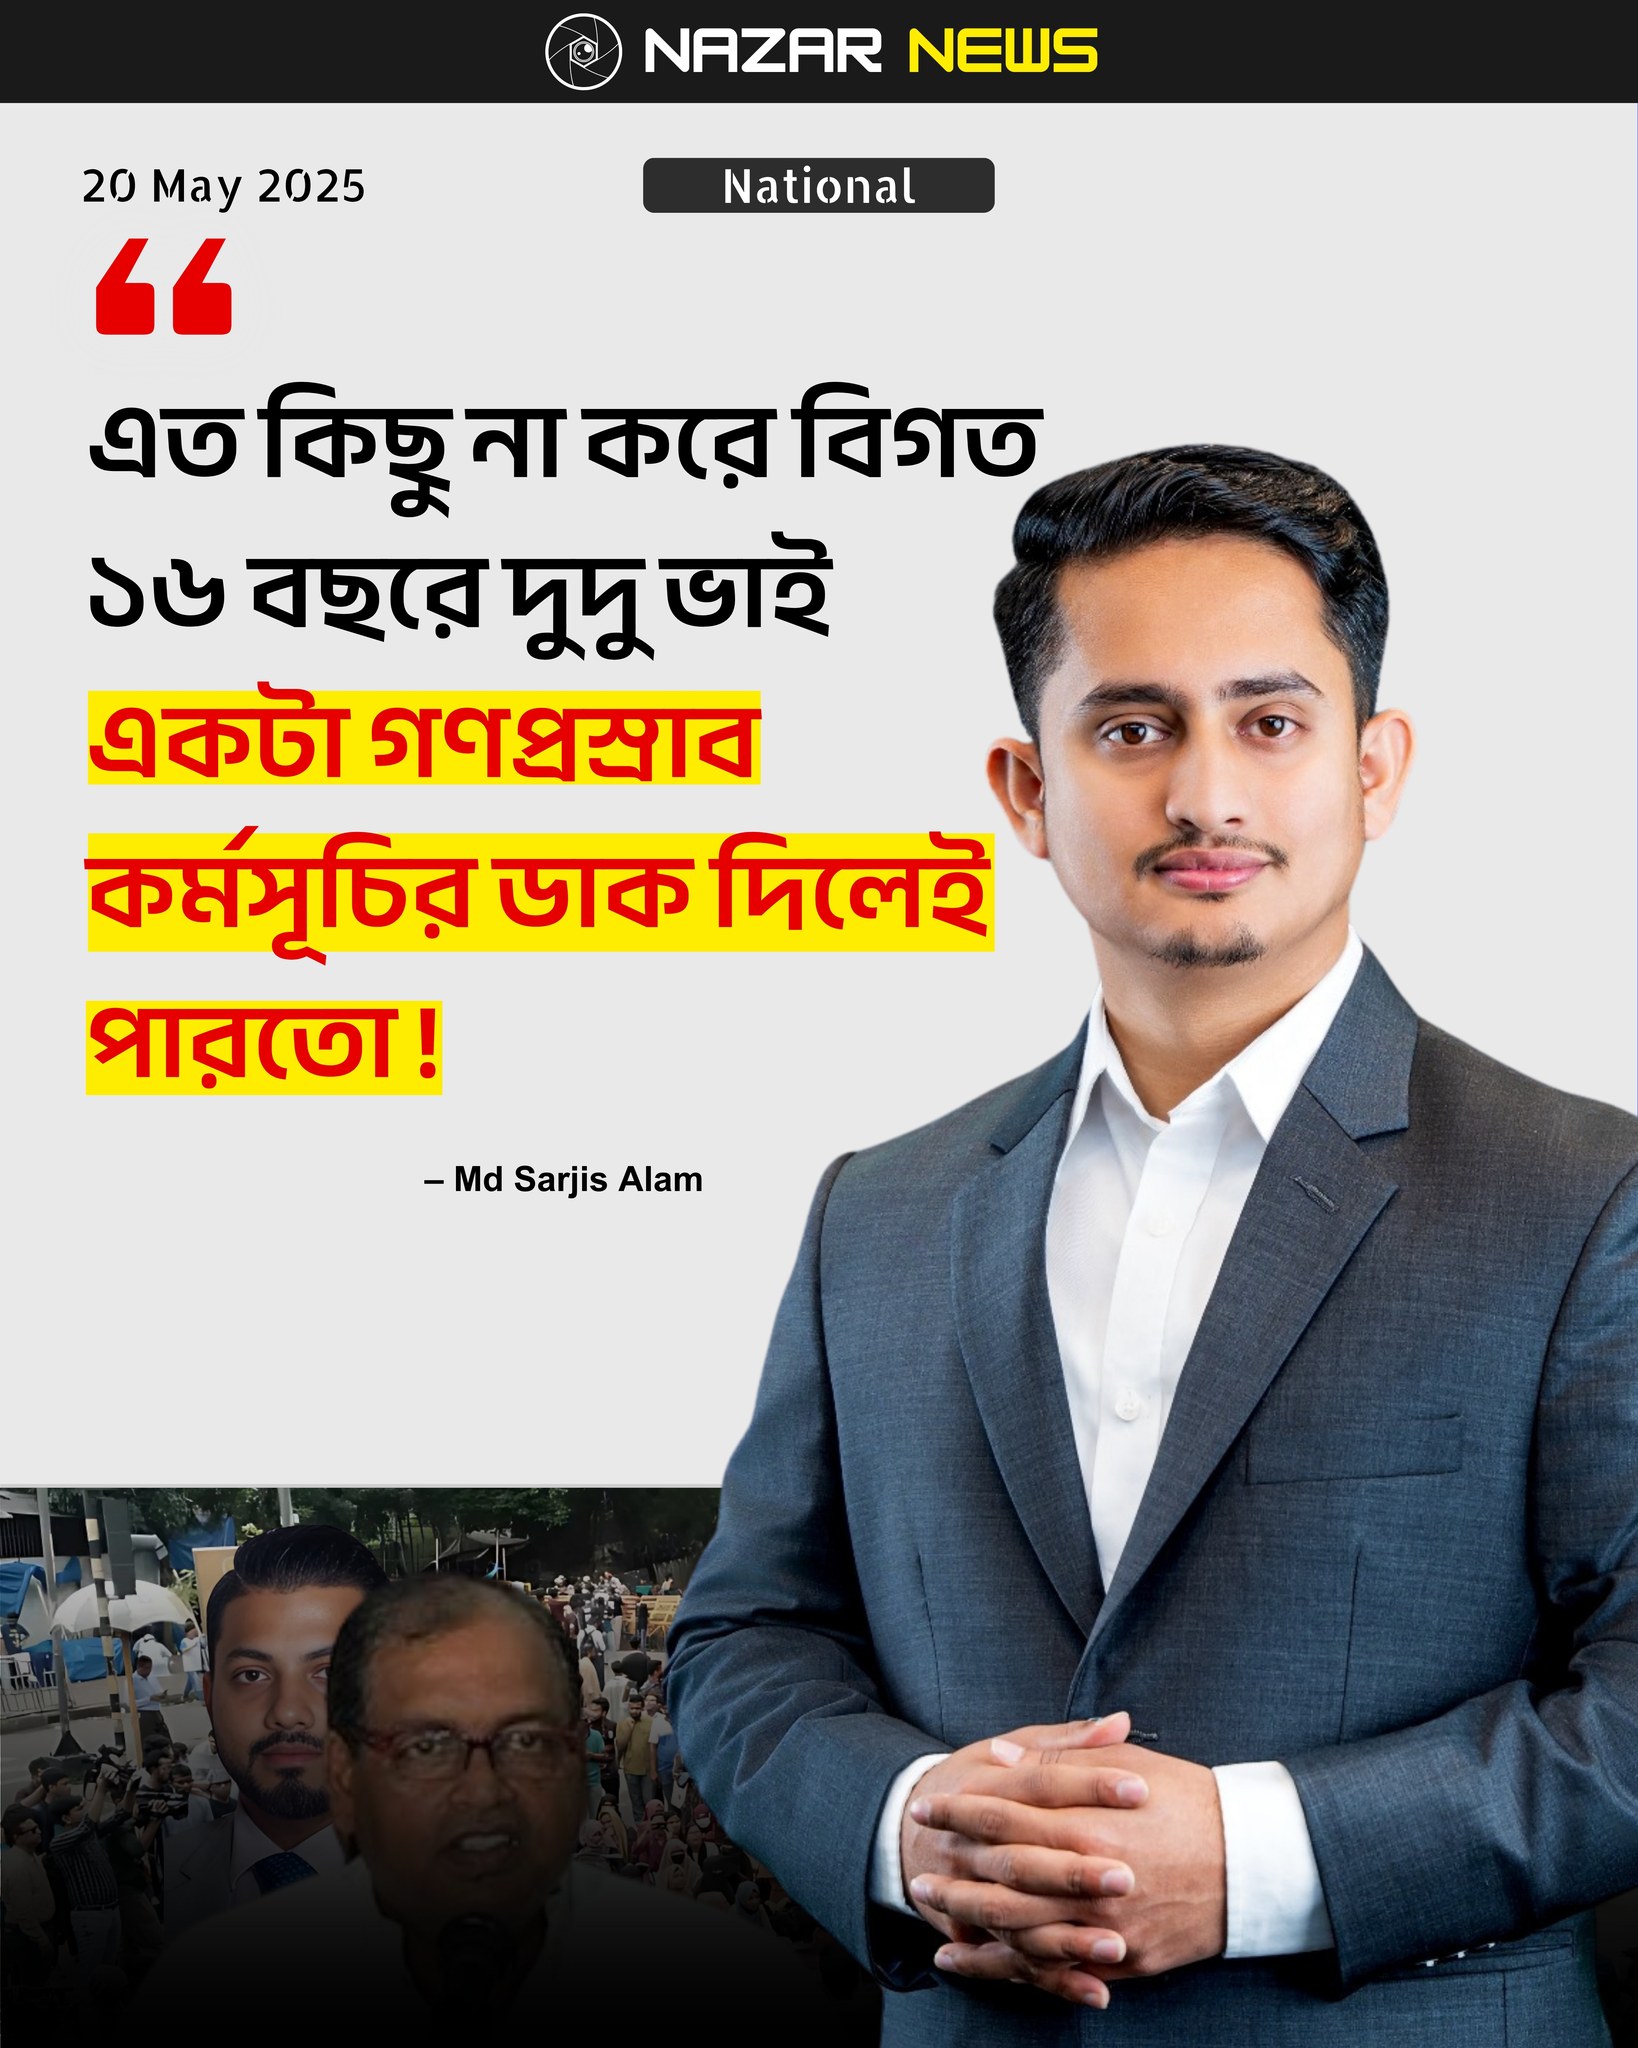 NAZAR NEWS
20 May 2025
National
“
এত কিছু না করে বিগত
১৬ বছরে দুদু ভাই
একটা গণপ্রস্রাব
কর্মসূচির ডাক দিলেই
পারতো !
– Md Sarjis Alam